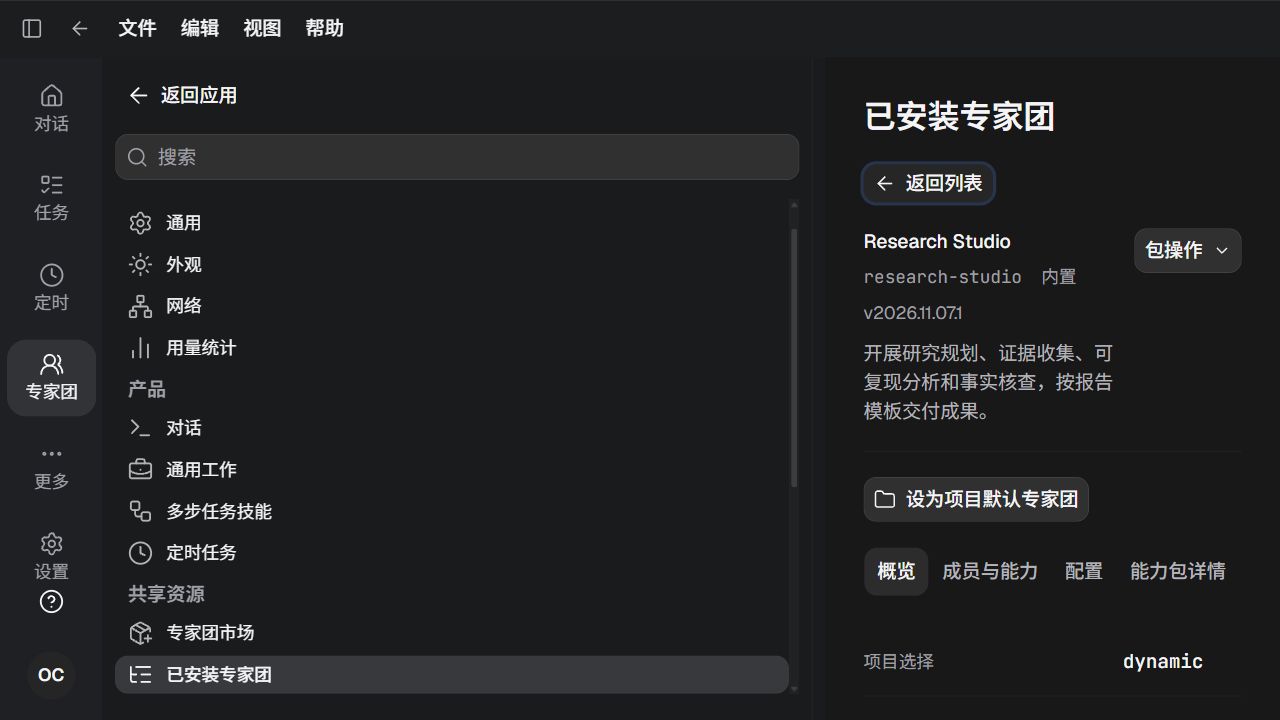 文件 编辑 视图 帮助
对话
任务
定时
专家团
更多
设置
OC
返回应用
搜索
通用
外观
网络
用量统计
产品
对话
通用工作
多步任务技能
定时任务
共享资源
专家团市场
已安装专家团
已安装专家团
返回列表
Research Studio
包操作
research-studio 内置
v2026.11.07.1
开展研究规划、证据收集、可
复现分析和事实核查，按报告
模板交付成果。
设为项目默认专家团
概览 成员与能力 配置 能力包详情
项目选择 dynamic